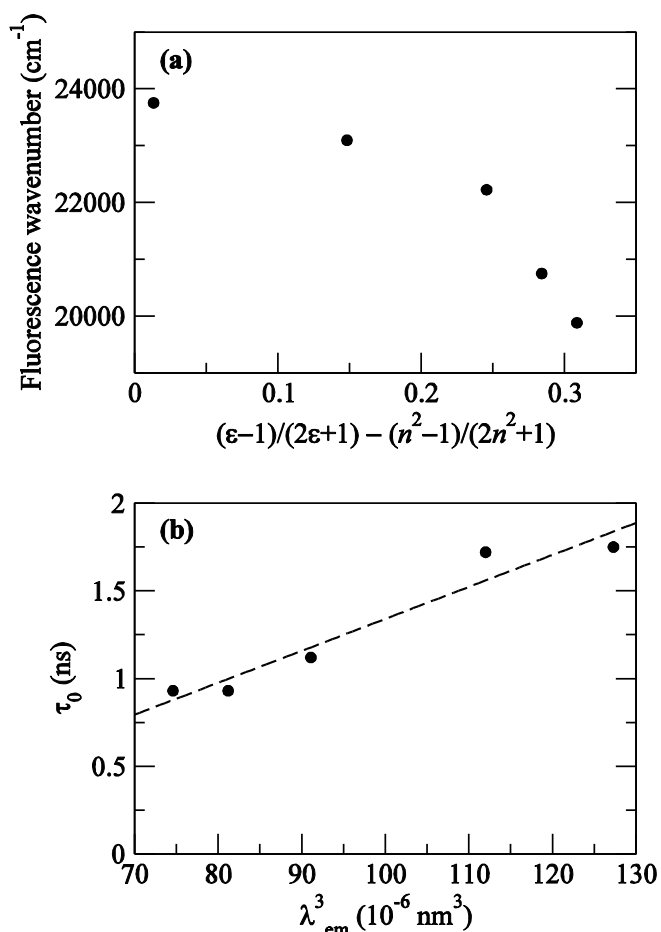 (a)
Fluorescence wavenumber (cm⁻¹)
24000
22000
20000
0 0.1 0.2 0.3
(ε−1)/(2ε+1) − (n²−1)/(2n²+1)
(b)
τ₀ (ns)
2
1.5
1
0.5
0
70 80 90 100 110 120 130
λ³ₑₘ (10⁻⁶ nm³)